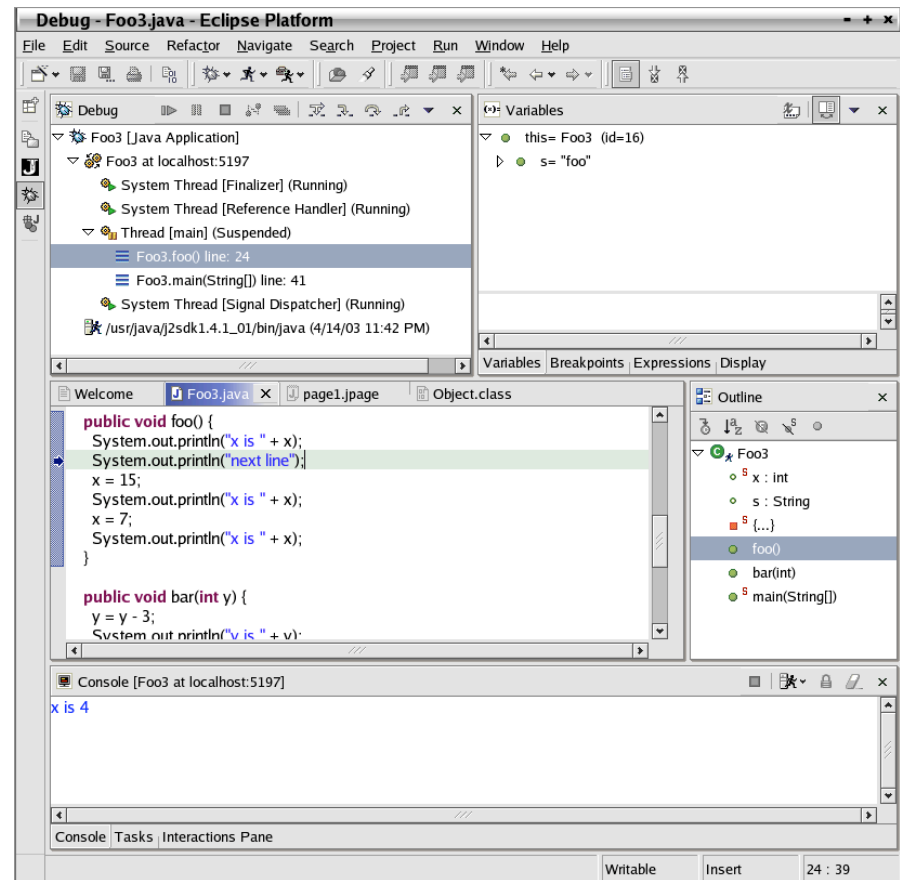 Debug - Foo3.java - Eclipse Platform
File Edit Source Refactor Navigate Search Project Run Window Help
Debug
Foo3 [Java Application]
Foo3 at localhost:5197
System Thread [Finalizer] (Running)
System Thread [Reference Handler] (Running)
Thread [main] (Suspended)
Foo3.foo() line: 24
Foo3.main(String[]) line: 41
System Thread [Signal Dispatcher] (Running)
/usr/java/j2sdk1.4.1_01/bin/java (4/14/03 11:42 PM)
Variables
this= Foo3 (id=16)
s= "foo"
Variables Breakpoints Expressions Display
Welcome Foo3.java page1.jpage Object.class
public void foo() {
System.out.println("x is " + x);
System.out.println("next line");
x = 15;
System.out.println("x is " + x);
x = 7;
System.out.println("x is " + x);
}
public void bar(int y) {
y = y - 3;
System.out.println("y is " + y);
Outline
Foo3
S x : int
s : String
S {...}
foo()
bar(int)
S main(String[])
Console [Foo3 at localhost:5197]
x is 4
Console Tasks Interactions Pane
Writable Insert 24 : 39